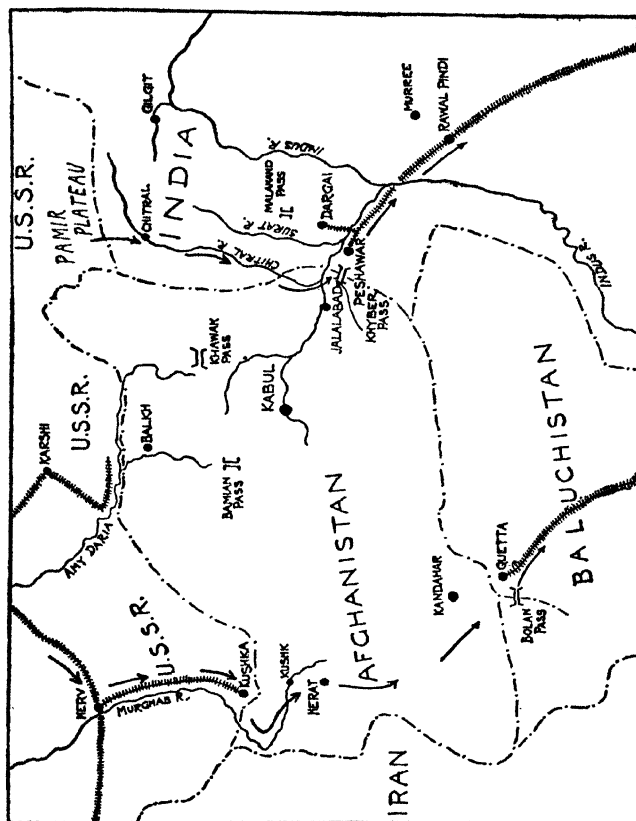 U.S.S.R.
PAMIR
PLATEAU
GILGIT
CHITRAL
INDIA
INDUS R.
MURREE
RAWAL PINDI
MALAKAND
PASS
SURAT R.
DARGAI
CHITRAL R.
PESHAWAR
KHYBER
PASS
JALALABAD
INDUS R.
KHAWAK
PASS
KABUL
U.S.S.R.
KARSHI
BALKH
BAMIAN
PASS
AMY DARIA
AFGHANISTAN
BALUCHISTAN
QUETTA
KANDAHAR
BOLAN
PASS
U.S.S.R.
MERV
MURGHAB R.
KUSHKA
KUSHK
HERAT
IRAN